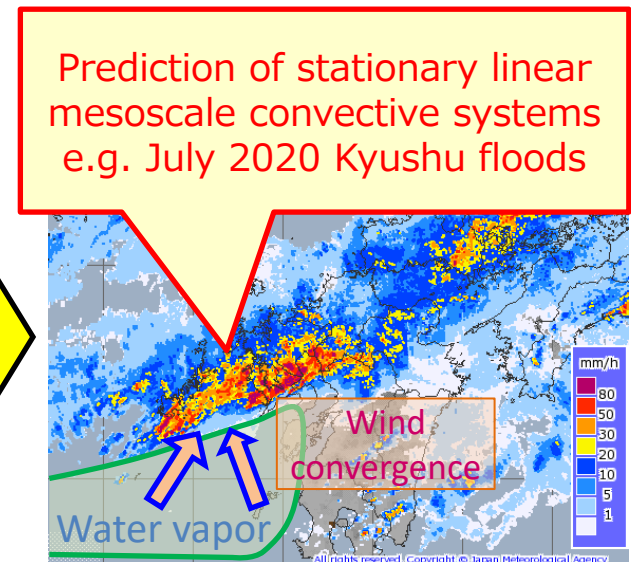 Prediction of stationary linear
mesoscale convective systems
e.g. July 2020 Kyushu floods
mm/h
80
50
30
20
10
5
1
Wind
convergence
Water vapor
All rights reserved. Copyright © Japan Meteorological Agency